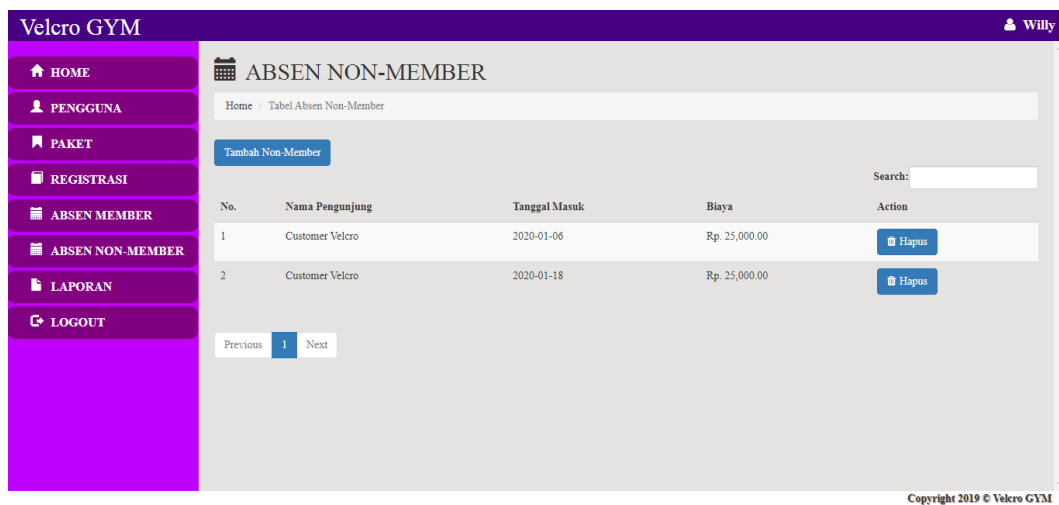 Velcro GYM
Willy
HOME
PENGGUNA
PAKET
REGISTRASI
ABSEN MEMBER
ABSEN NON-MEMBER
LAPORAN
LOGOUT
ABSEN NON-MEMBER
Home / Tabel Absen Non-Member
Tambah Non-Member
Search:
No. Nama Pengunjung Tanggal Masuk Biaya Action
1 Customer Velcro 2020-01-06 Rp. 25,000.00 Hapus
2 Customer Velcro 2020-01-18 Rp. 25,000.00 Hapus
Previous 1 Next
Copyright 2019 © Velcro GYM